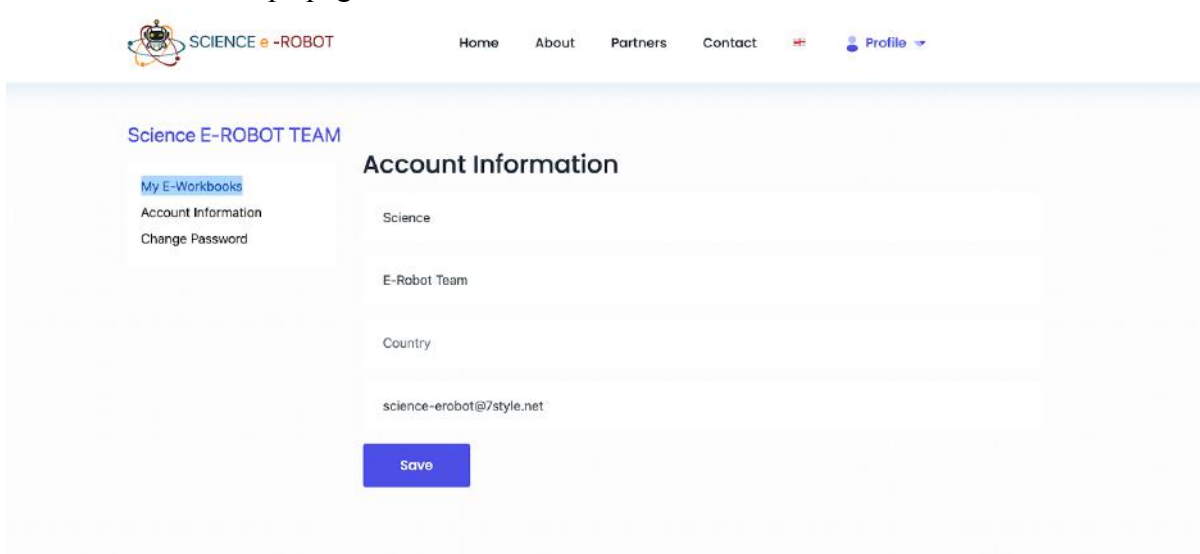 SCIENCE e -ROBOT
Home About Partners Contact Profile
Science E-ROBOT TEAM
My E-Workbooks
Account Information
Change Password
Account Information
Science
E-Robot Team
Country
science-erobot@7style.net
Save